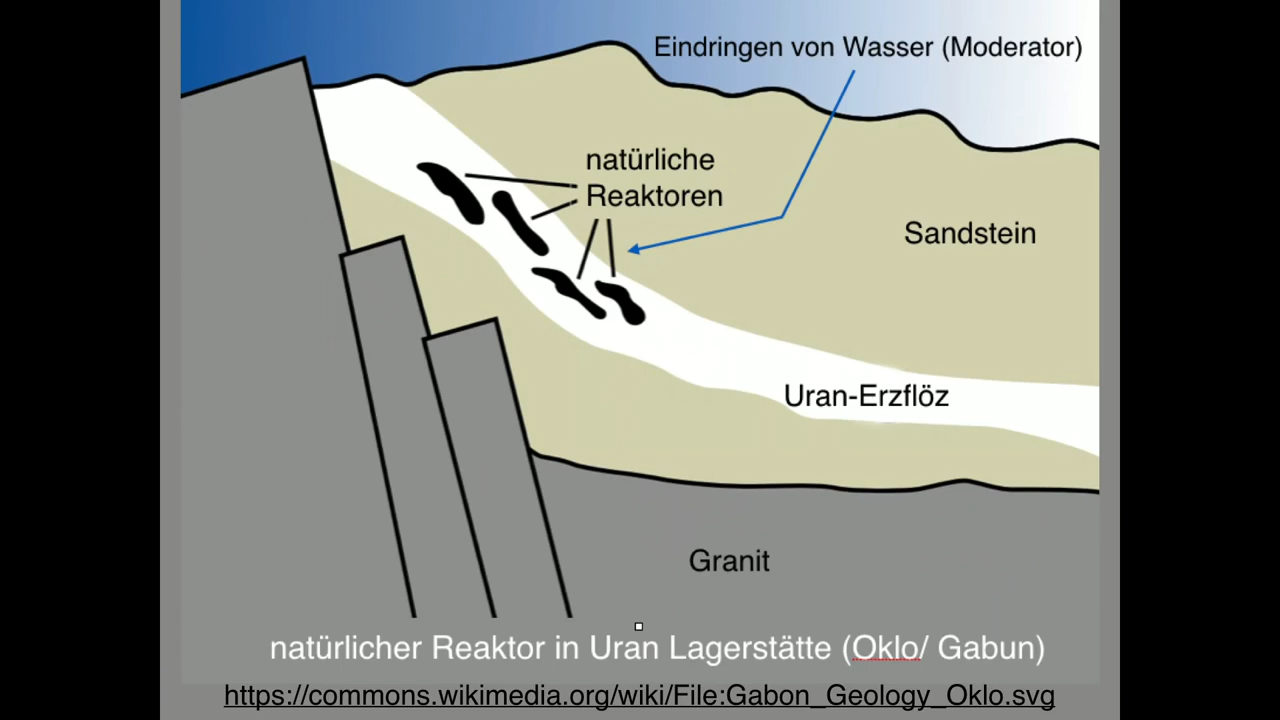 Eindringen von Wasser (Moderator)
natürliche
Reaktoren
Sandstein
Uran-Erzflöz
Granit
natürlicher Reaktor in Uran Lagerstätte (Oklo/ Gabun)
https://commons.wikimedia.org/wiki/File:Gabon_Geology_Oklo.svg